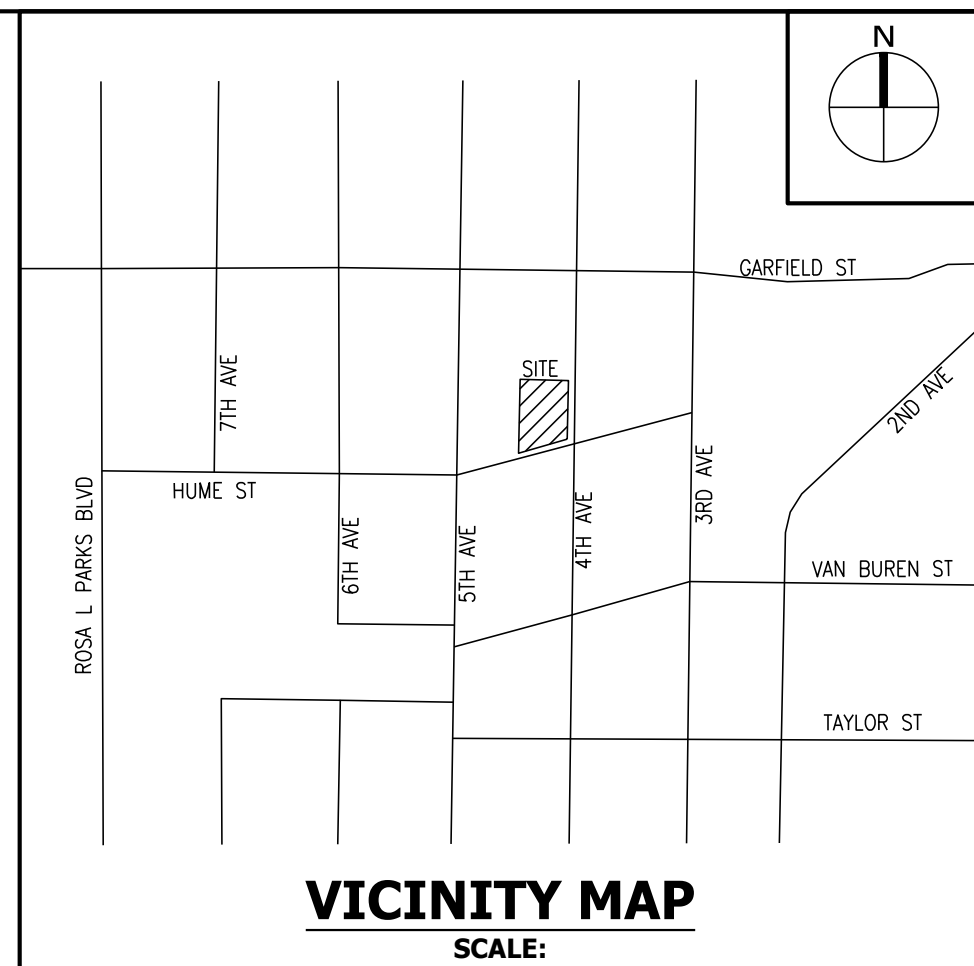 N
GARFIELD ST
SITE
7TH AVE
2ND AVE
HUME ST
3RD AVE
ROSA L PARKS BLVD
4TH AVE
6TH AVE
5TH AVE
VAN BUREN ST
TAYLOR ST
VICINITY MAP
SCALE: